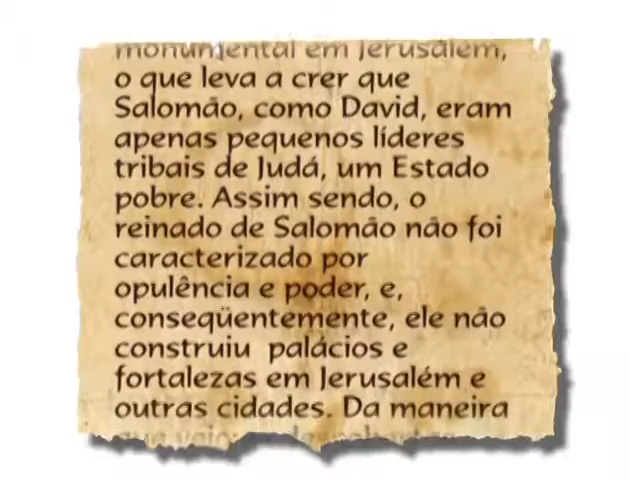 monumental em Jerusalém,
o que leva a crer que
Salomão, como David, eram
apenas pequenos líderes
tribais de Judá, um Estado
pobre. Assim sendo, o
reinado de Salomão não foi
caracterizado por
opulência e poder, e,
conseqüentemente, ele não
construiu palácios e
fortalezas em Jerusalém e
outras cidades. Da maneira
que